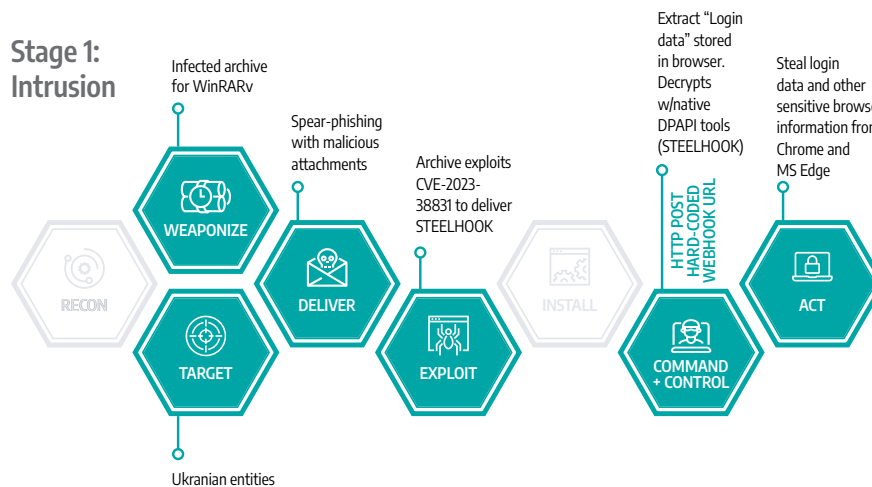 Stage 1:
Intrusion
Infected archive
for WinRARv
Spear-phishing
with malicious
attachments
Archive exploits
CVE-2023-
38831 to deliver
STEELHOOK
Extract “Login
data” stored
in browser.
Decrypts
w/native
DPAPI tools
(STEELHOOK)
Steal login
data and other
sensitive
information
Chrome and
MS Edge
HTTP POST
HARD-CODED
WEBHOOK URL
RECON
WEAPONIZE
TARGET
DELIVER
EXPLOIT
INSTALL
COMMAND
+ CONTROL
ACT
Ukranian entities